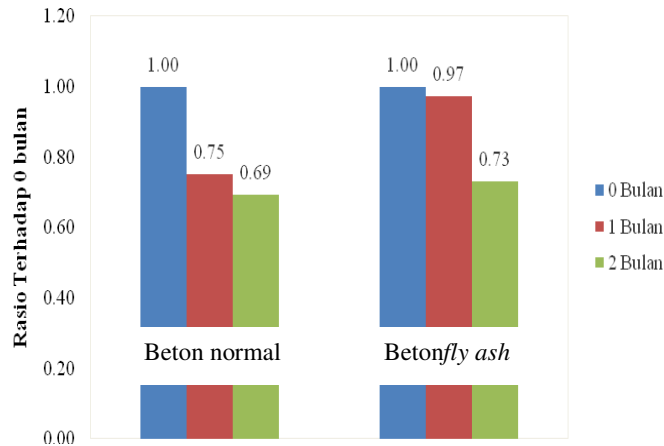 1.20
1.00
0.80
0.60
0.40
0.20
0.00
Rasio Terhadap 0 bulan
1.00
0.75
0.69
1.00
0.97
0.73
Beton normal
Betonfly ash
0 Bulan
1 Bulan
2 Bulan